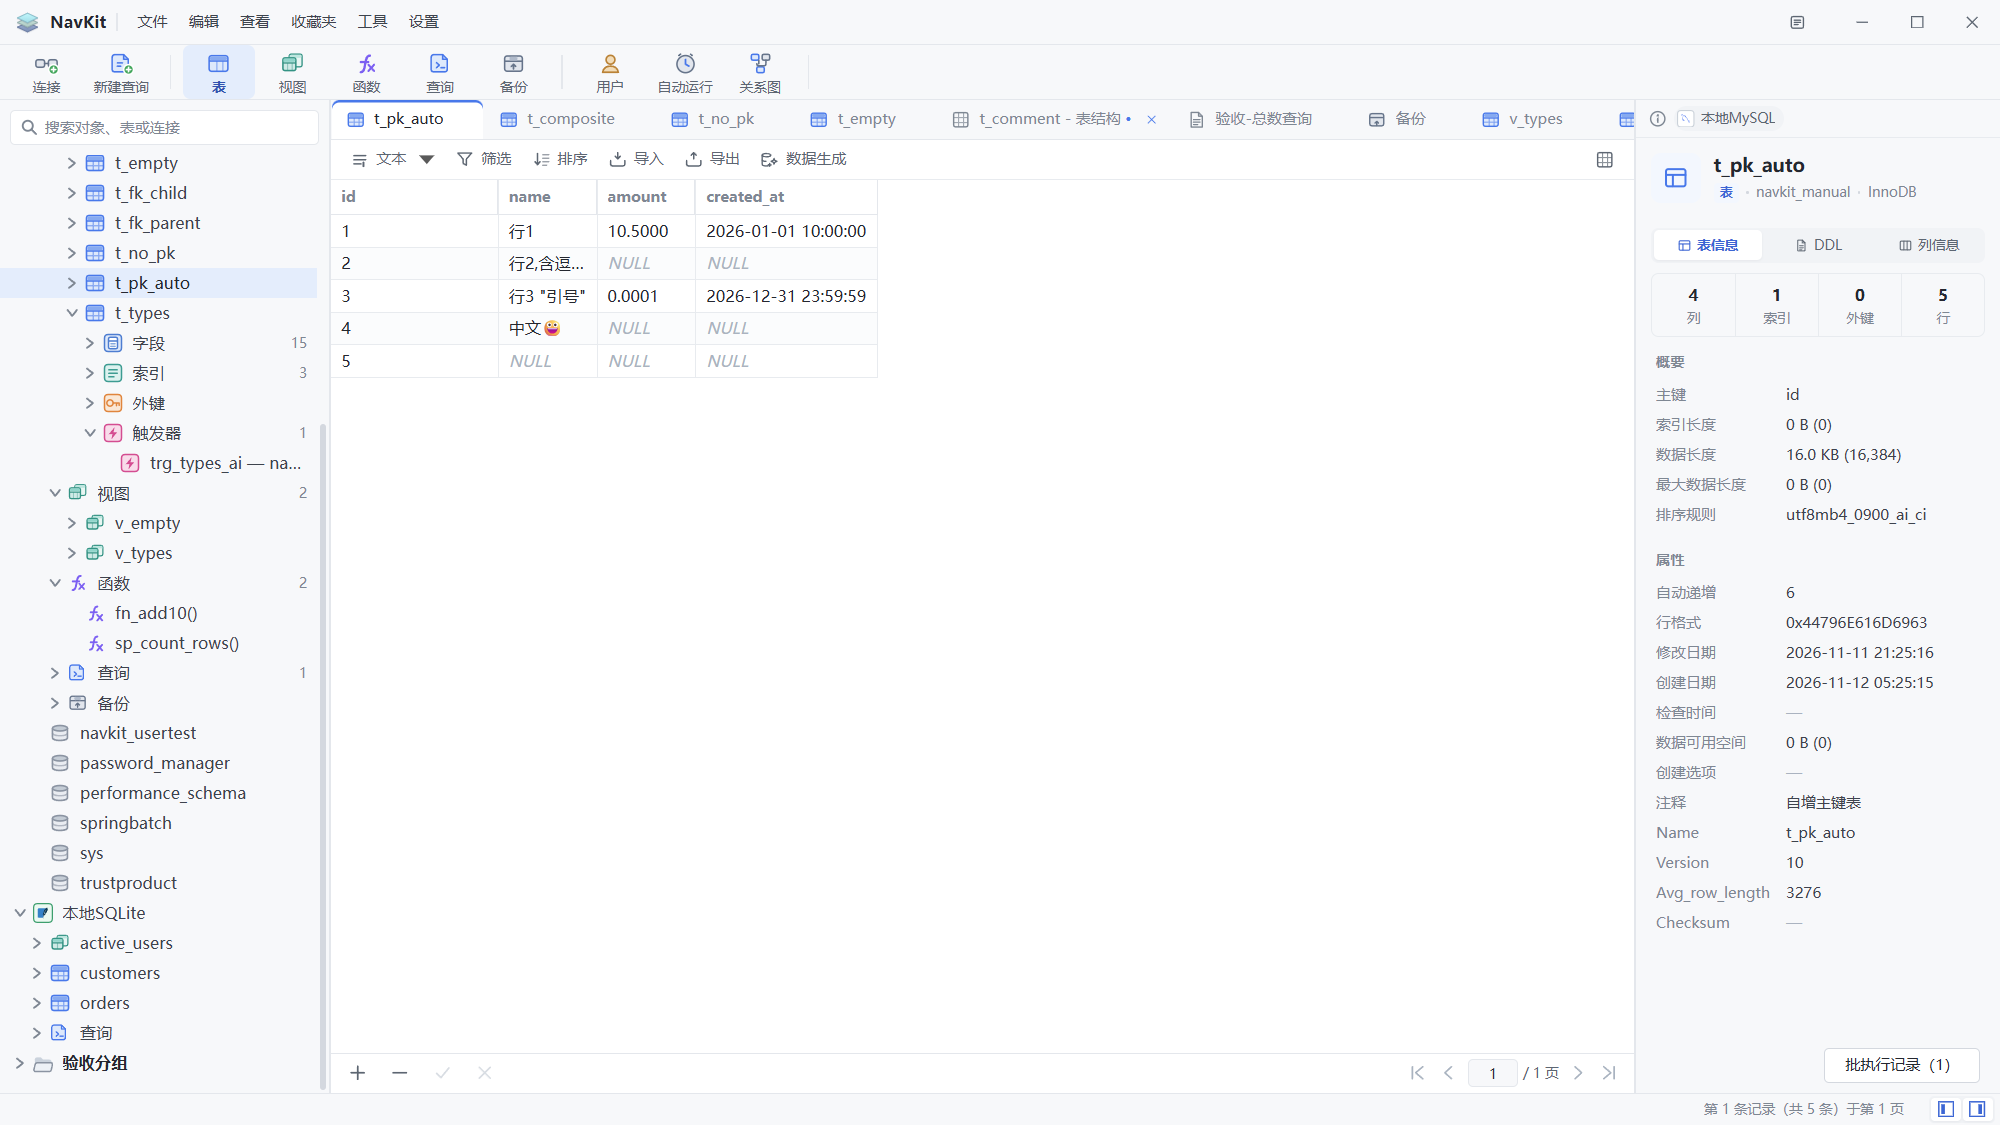 NavKit 文件 编辑 查看 收藏夹 工具 设置
连接 新建查询 表 视图 函数 查询 备份 用户 自动运行 关系图
搜索对象、表或连接
t_empty
t_fk_child
t_fk_parent
t_no_pk
t_pk_auto
t_types
字段 15
索引 3
外键
触发器 1
trg_types_ai — na...
视图 2
v_empty
v_types
函数 2
fn_add10()
sp_count_rows()
查询 1
备份
navkit_usertest
password_manager
performance_schema
springbatch
sys
trustproduct
本地SQLite
active_users
customers
orders
查询
验收分组
t_pk_auto t_composite t_no_pk t_empty t_comment - 表结构 • 验收-总数查询 备份 v_types
文本 筛选 排序 导入 导出 数据生成
id name amount created_at
1 行1 10.5000 2026-01-01 10:00:00
2 行2,含逗... NULL NULL
3 行3 "引号" 0.0001 2026-12-31 23:59:59
4 中文😀 NULL NULL
5 NULL NULL NULL
1 / 1 页
本地MySQL
t_pk_auto
表 · navkit_manual · InnoDB
表信息 DDL 列信息
4 1 0 5
列 索引 外键 行
概要
主键 id
索引长度 0 B (0)
数据长度 16.0 KB (16,384)
最大数据长度 0 B (0)
排序规则 utf8mb4_0900_ai_ci
属性
自动递增 6
行格式 0x44796E616D6963
修改日期 2026-11-11 21:25:16
创建日期 2026-11-12 05:25:15
检查时间 —
数据可用空间 0 B (0)
创建选项 —
注释 自增主键表
Name t_pk_auto
Version 10
Avg_row_length 3276
Checksum —
批执行记录（1）
第 1 条记录（共 5 条）于第 1 页